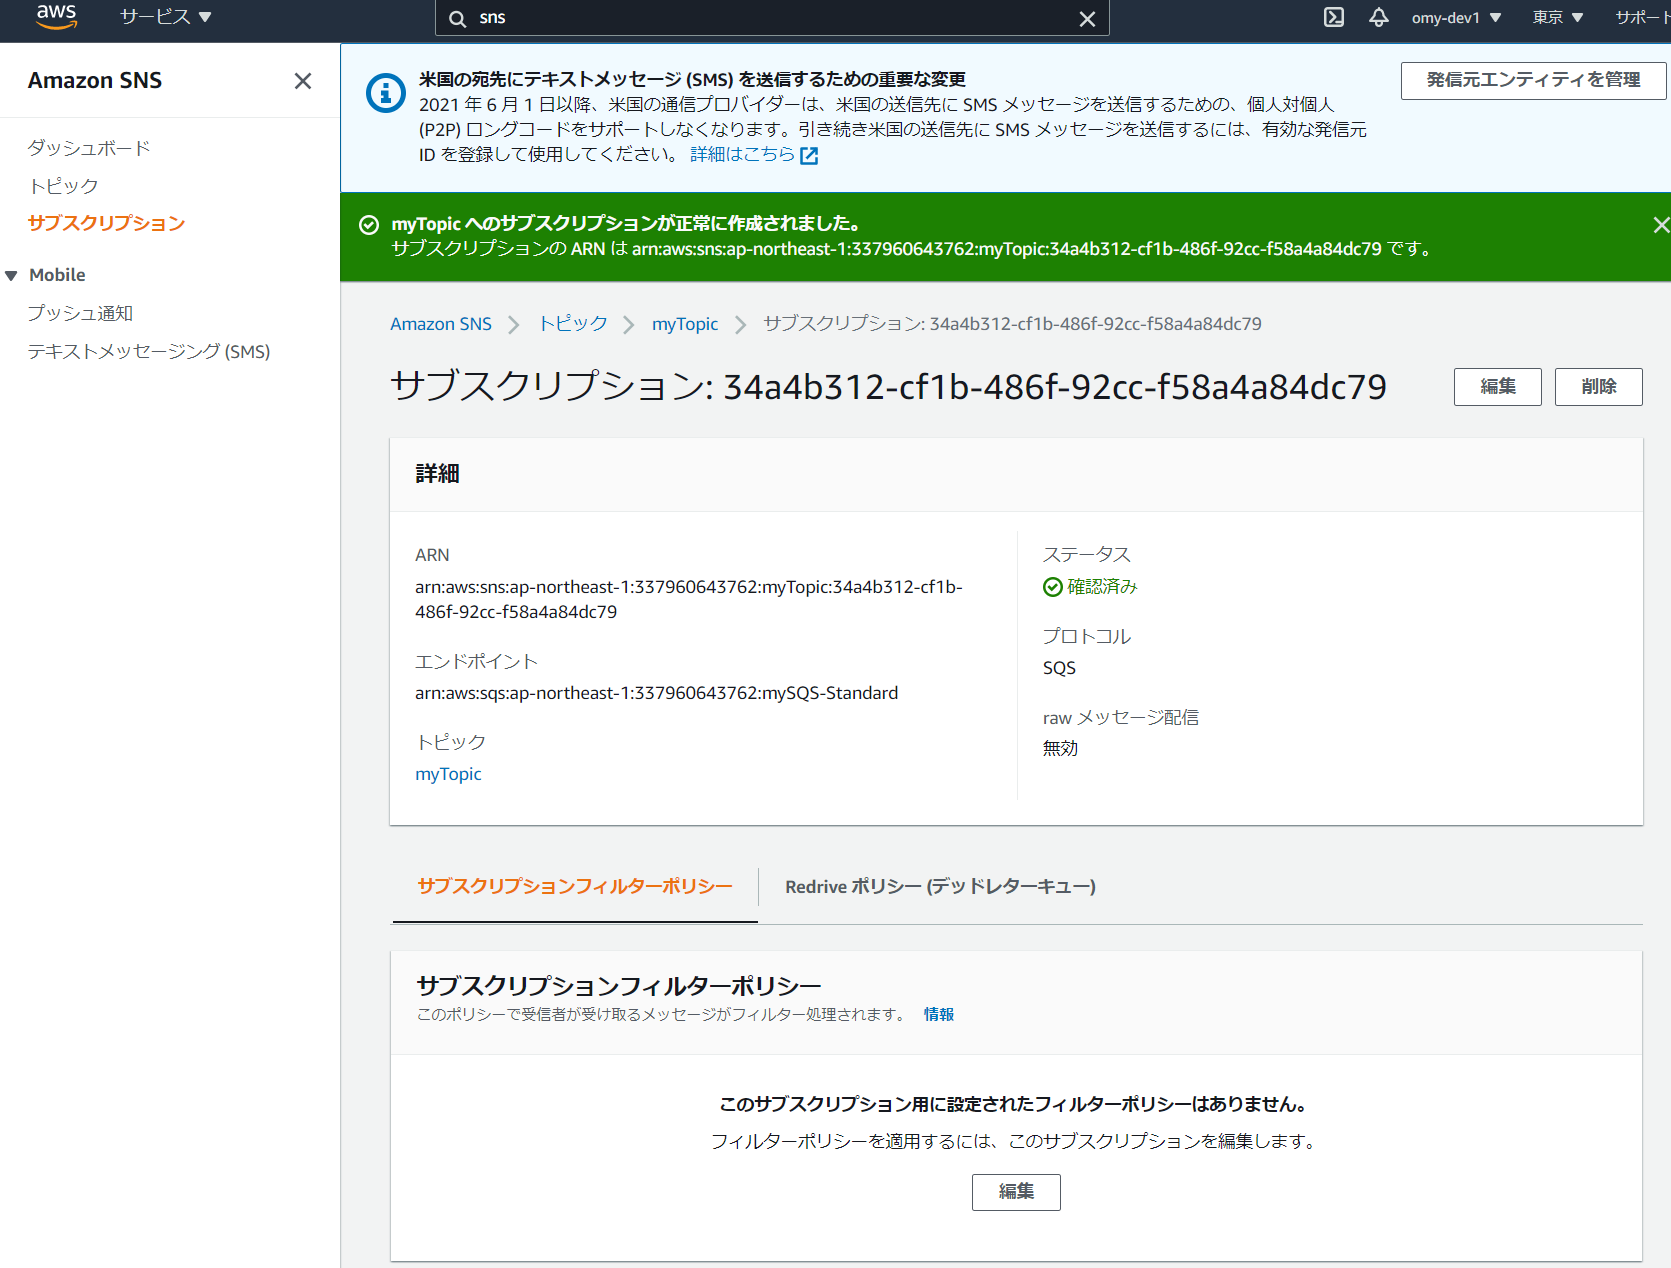 aws
サービス ▼
sns
omy-dev1 ▼
東京 ▼
サポート
Amazon SNS
ダッシュボード
トピック
サブスクリプション
Mobile
プッシュ通知
テキストメッセージング (SMS)
米国の宛先にテキストメッセージ (SMS) を送信するための重要な変更
2021 年 6 月 1 日以降、米国の通信プロバイダーは、米国の送信先に SMS メッセージを送信するための、個人対個人
(P2P) ロングコードをサポートしなくなります。引き続き米国の送信先に SMS メッセージを送信するには、有効な発信元
ID を登録して使用してください。 詳細はこちら
発信元エンティティを管理
myTopic へのサブスクリプションが正常に作成されました。
サブスクリプションの ARN は arn:aws:sns:ap-northeast-1:337960643762:myTopic:34a4b312-cf1b-486f-92cc-f58a4a84dc79 です。
Amazon SNS > トピック > myTopic > サブスクリプション: 34a4b312-cf1b-486f-92cc-f58a4a84dc79
サブスクリプション: 34a4b312-cf1b-486f-92cc-f58a4a84dc79
編集
削除
詳細
ARN
arn:aws:sns:ap-northeast-1:337960643762:myTopic:34a4b312-cf1b-
486f-92cc-f58a4a84dc79
エンドポイント
arn:aws:sqs:ap-northeast-1:337960643762:mySQS-Standard
トピック
myTopic
ステータス
確認済み
プロトコル
SQS
raw メッセージ配信
無効
サブスクリプションフィルターポリシー
Redrive ポリシー (デッドレターキュー)
サブスクリプションフィルターポリシー
このポリシーで受信者が受け取るメッセージがフィルター処理されます。 情報
このサブスクリプション用に設定されたフィルターポリシーはありません。
フィルターポリシーを適用するには、このサブスクリプションを編集します。
編集